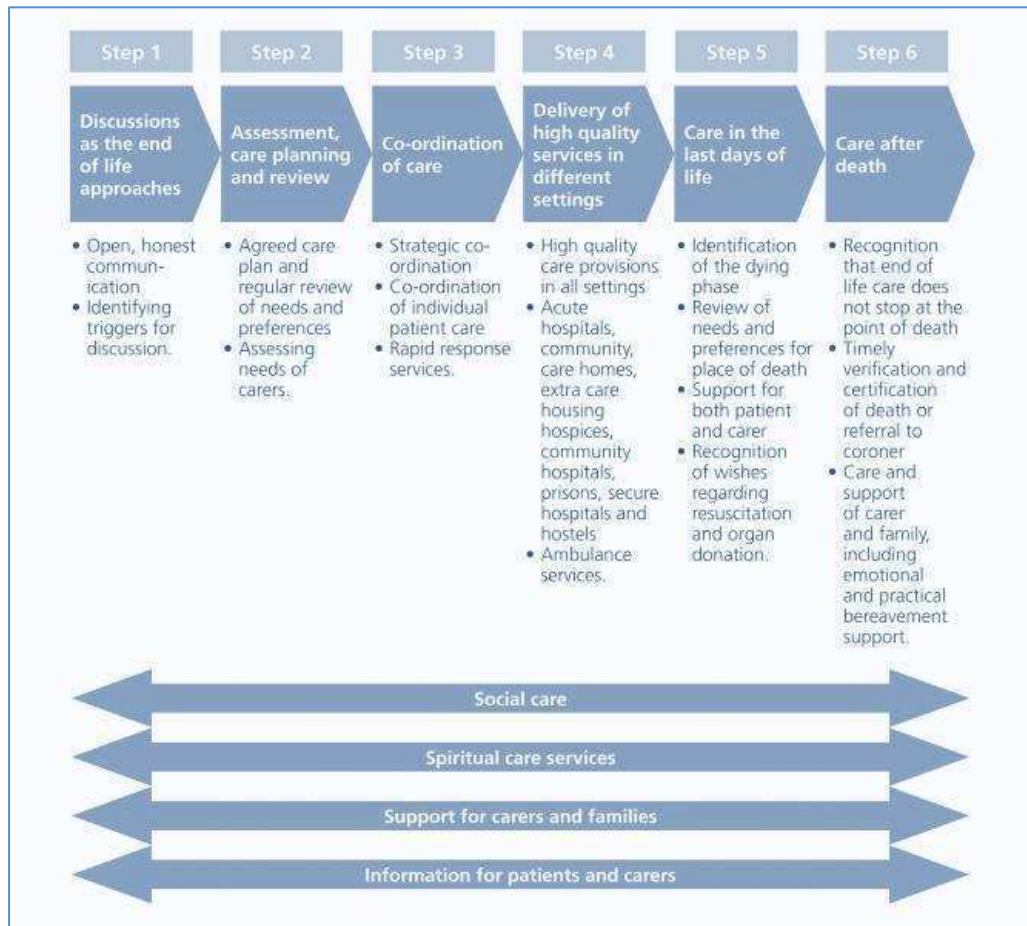 Step 1
Discussions
as the end
of life
approaches
• Open, honest
commun-
ication
• Identifying
triggers for
discussion.
Step 2
Assessment,
care planning
and review
• Agreed care
plan and
regular review
of needs and
preferences
• Assessing
needs of
carers.
Step 3
Co-ordination
of care
• Strategic co-
ordination
• Co-ordination
of individual
patient care
• Rapid response
services.
Step 4
Delivery of
high quality
services in
different
settings
• High quality
care provisions
in all settings
• Acute
hospitals,
community,
care homes,
extra care
housing
hospices,
community
hospitals,
prisons, secure
hospitals and
hostels
• Ambulance
services.
Step 5
Care in the
last days of
life
• Identification
of the dying
phase
• Review of
needs and
preferences for
place of death
• Support for
both patient
and carer
• Recognition
of wishes
regarding
resuscitation
and organ
donation.
Step 6
Care after
death
• Recognition
that end of
life care does
not stop at the
point of death
• Timely
verification and
certification
of death or
referral to
coroner
• Care and
support
of carer
and family,
including
emotional
and practical
bereavement
support.
Social care
Spiritual care services
Support for carers and families
Information for patients and carers